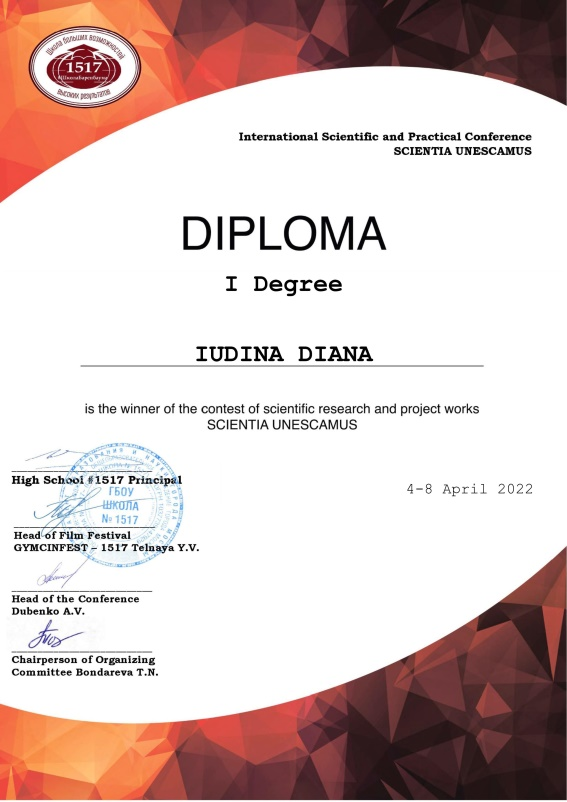 Школа больших возможностей
1517
#ШколаБарельефумы
высоких результатов
International Scientific and Practical Conference
SCIENTIA UNESCAMUS
DIPLOMA
I Degree
IUDINA DIANA
is the winner of the contest of scientific research and project works
SCIENTIA UNESCAMUS
High School #1517 Principal
ГБОУ
ШКОЛА
№ 1517
4-8 April 2022
Head of Film Festival
GYMCINFEST – 1517 Telnaya Y.V.
Head of the Conference
Dubenko A.V.
Chairperson of Organizing
Committee Bondareva T.N.